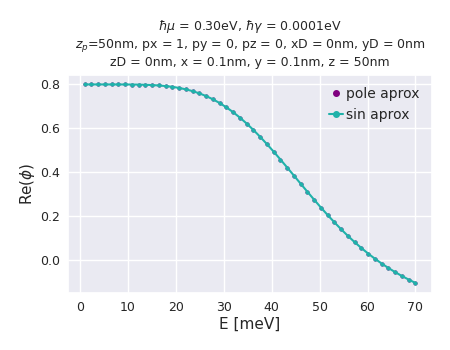 ℏμ = 0.30eV, ℏγ = 0.0001eV
z_p=50nm, px = 1, py = 0, pz = 0, xD = 0nm, yD = 0nm
zD = 0nm, x = 0.1nm, y = 0.1nm, z = 50nm
0.8
0.6
0.4
0.2
0.0
Re(ϕ)
pole aprox
sin aprox
0 10 20 30 40 50 60 70
E [meV]